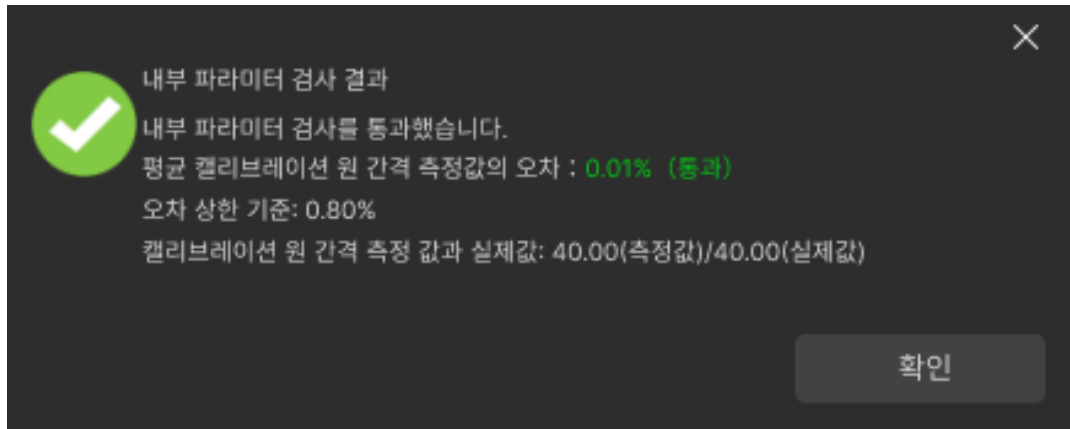 내부 파라미터 검사 결과
내부 파라미터 검사를 통과했습니다.
평균 캘리브레이션 원 간격 측정값의 오차 : 0.01% (통과)
오차 상한 기준: 0.80%
캘리브레이션 원 간격 측정 값과 실제값: 40.00(측정값)/40.00(실제값)
확인